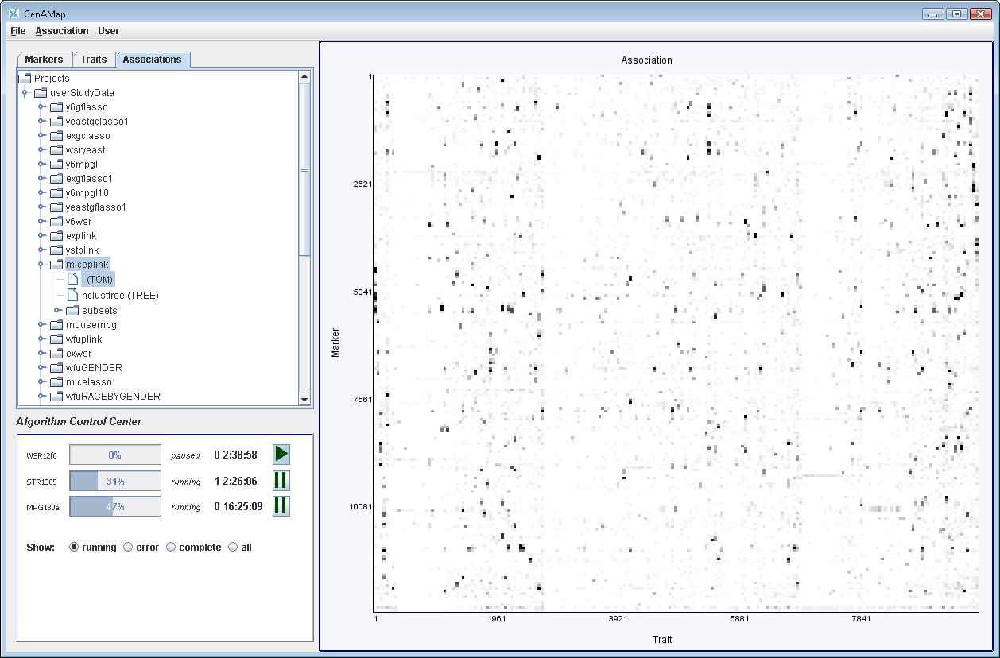 GenAMap
File Association User
Markers Traits Associations
Projects
userStudyData
y6gflasso
yeastgclasso1
exgclasso
wsryeast
y6mpgl
exgflasso1
y6mpgl10
yeastgflasso1
y6wsr
explink
ystplink
miceplink
(TOM)
hclusttree (TREE)
subsets
mousempgl
wfuplink
exwsr
wfuGENDER
micelasso
wfuRACEBYGENDER
Algorithm Control Center
WSR12f0 0% paused 0 2:38:58
STR1305 31% running 1 2:26:06
MPG130e 47% running 0 16:25:09
Show: running error complete all
Association
1
2521
5041
Marker
7561
10081
1 1961 3921 5881 7841
Trait